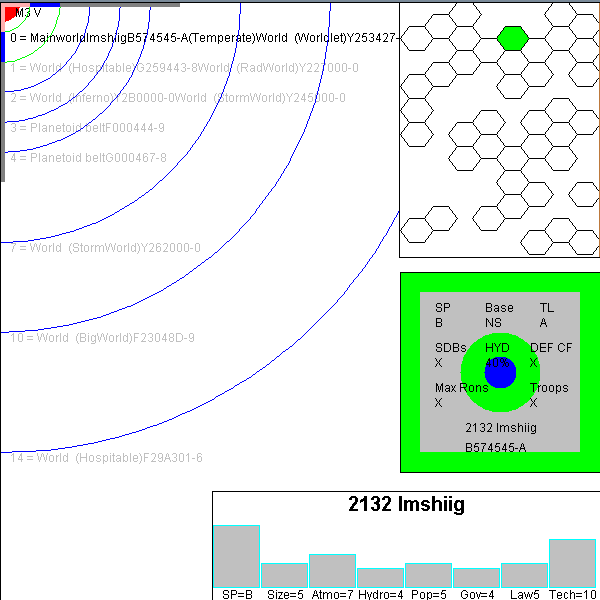 M3 V
0 = MainworldImshiigB574545-A(Temperate)World (Worldlet)Y253427-
1 = World (Hospitable)G259443-8World (RadWorld)Y227000-0
2 = World (Inferno)Y2B0000-0World (StormWorld)Y245000-0
3 = Planetoid beltF000444-9
4 = Planetoid beltG000467-8
7 = World (StormWorld)Y262000-0
10 = World (BigWorld)F23048D-9
14 = World (Hospitable)F29A301-6
SP Base TL
B NS A
SDBs HYD DEF CF
X 40% X
Max Rons Troops
X X
2132 Imshiig
B574545-A
2132 Imshiig
SP=B Size=5 Atmo=7 Hydro=4 Pop=5 Gov=4 Law5 Tech=10